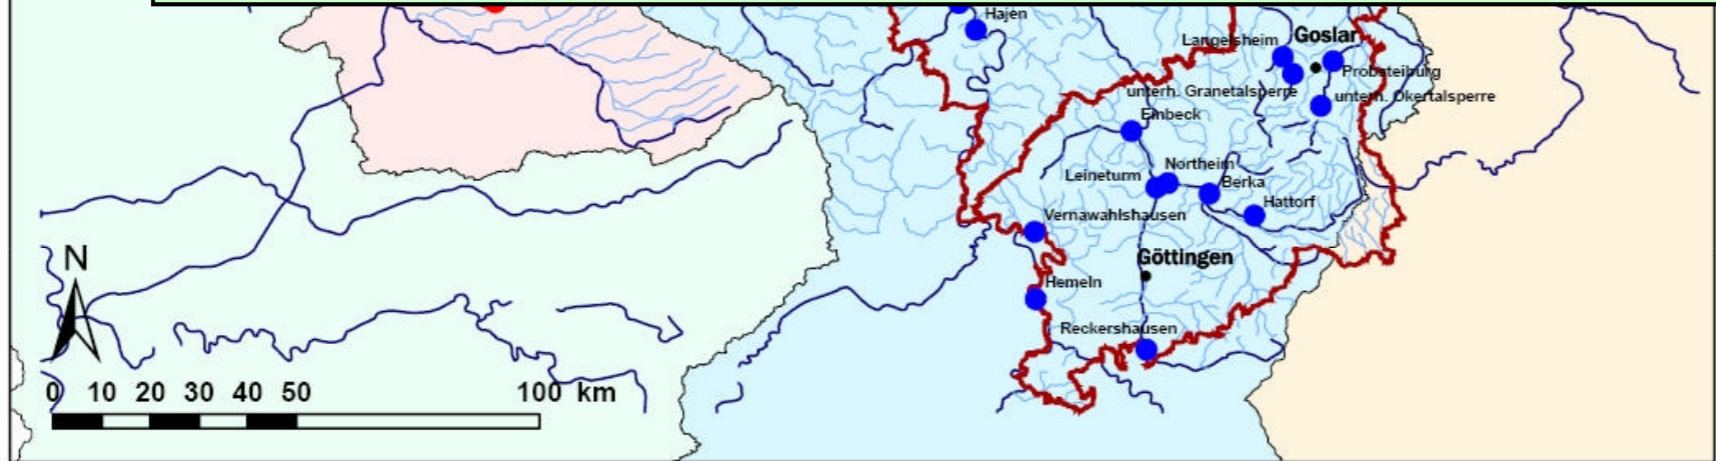 Hajen
Langelsheim
Goslar
Probsteiburg
unterh. Granetalsperre
unterh. Okertalsperre
Einbeck
Northeim
Leineturm
Berka
Hattorf
Vernawahlshausen
Göttingen
N
Hemeln
Reckershausen
0 10 20 30 40 50 100 km